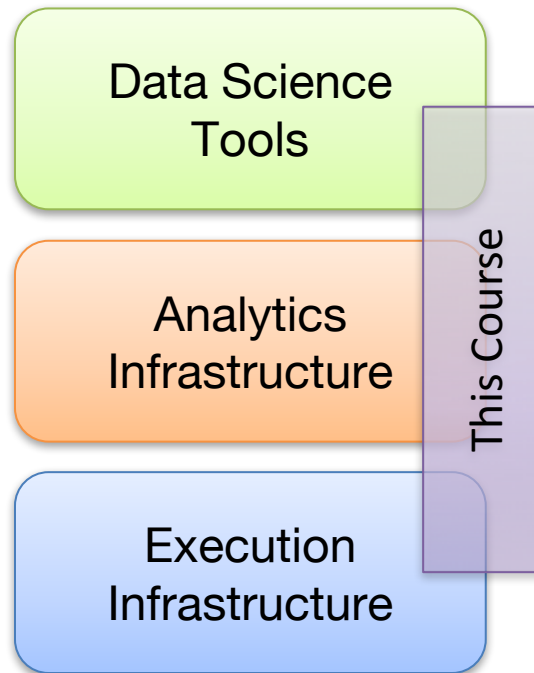 Data Science
Tools
Analytics
Infrastructure
Execution
Infrastructure
This Course